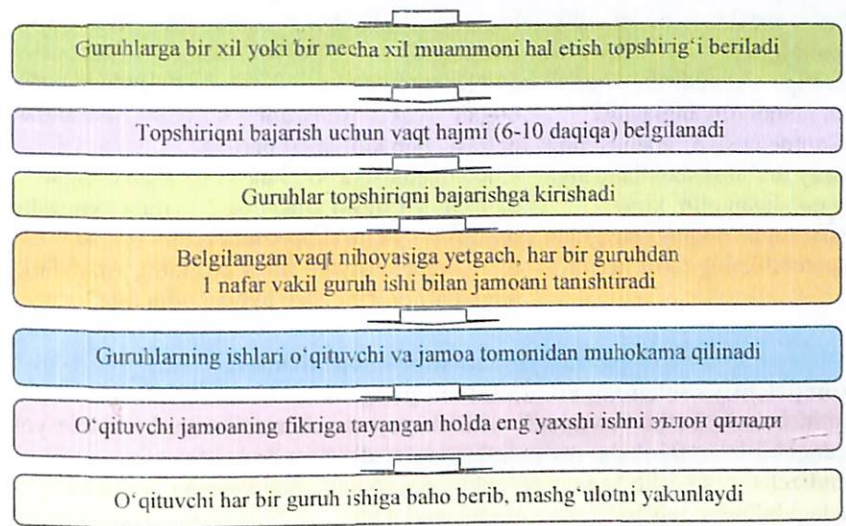 Guruhlarga bir xil yoki bir necha xil muammoni hal etish topshirig‘i beriladi
Topshiriqni bajarish uchun vaqt hajmi (6-10 daqiqa) belgilanadi
Guruhlar topshiriqni bajarishga kirishadi
Belgilangan vaqt nihoyasiga yetgach, har bir guruhdan
1 nafar vakil guruh ishi bilan jamoani tanishtiradi
Guruhlarning ishlari o‘qituvchi va jamoa tomonidan muhokama qilinadi
O‘qituvchi jamoaning fikriga tayangan holda eng yaxshi ishni эълон қилади
O‘qituvchi har bir guruh ishiga baho berib, mashg‘ulotni yakunlaydi